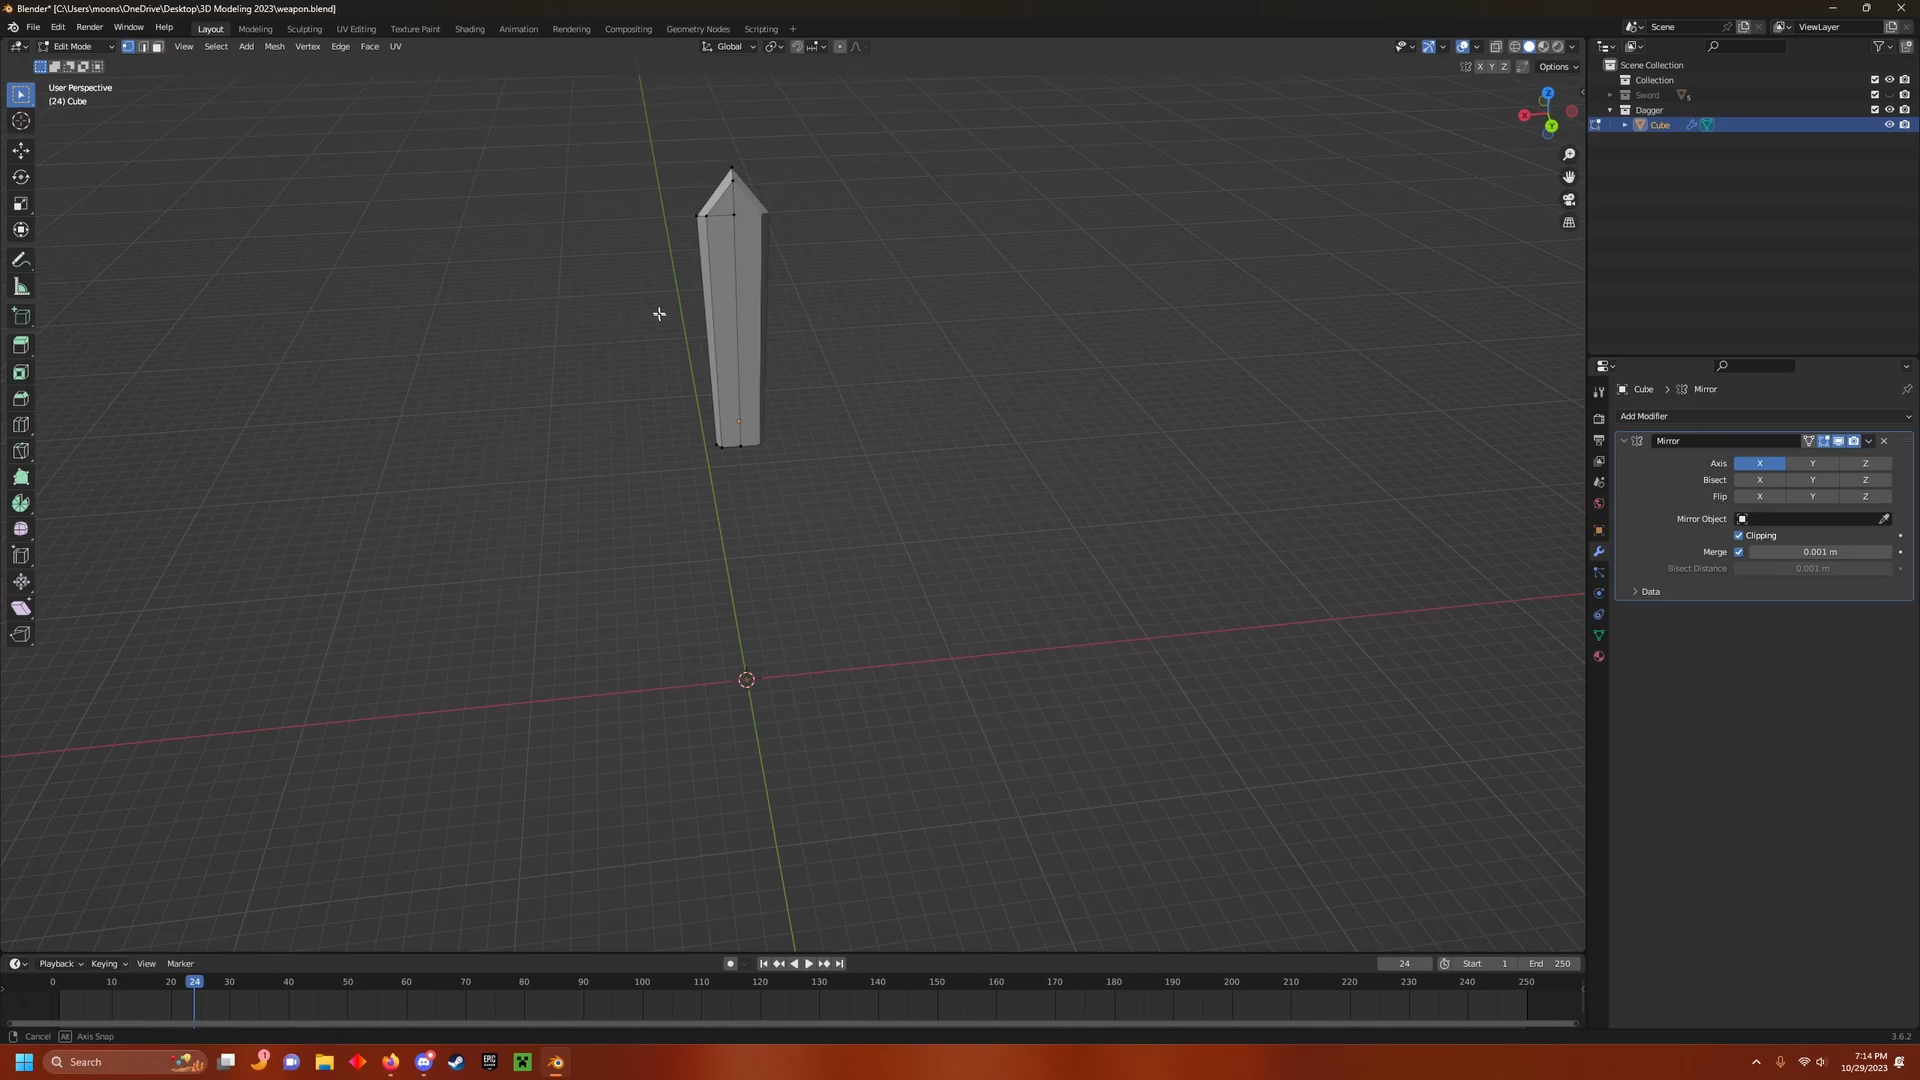 Blender* [C:\Users\moons\OneDrive\Desktop\3D Modeling 2023\weapon.blend]
File Edit Render Window Help Layout Modeling Sculpting UV Editing Texture Paint Shading Animation Rendering Compositing Geometry Nodes Scripting + Scene ViewLayer
Edit Mode View Select Add Mesh Vertex Edge Face UV Global
X Y Z Options
User Perspective
(24) Cube
Z
X
Y
Scene Collection
Collection
Sword 5
Dagger
Cube
Cube > Mirror
Add Modifier
Mirror
Axis X Y Z
Bisect X Y Z
Flip X Y Z
Mirror Object
Clipping
Merge 0.001 m
Bisect Distance 0.001 m
Data
Playback Keying View Marker 24 Start 1 End 250
0 10 20 24 30 40 50 60 70 80 90 100 110 120 130 140 150 160 170 180 190 200 210 220 230 240 250
Cancel Alt Axis Snap 3.6.2
Search 1 EPIC GAMES 7:14 PM
10/29/2023